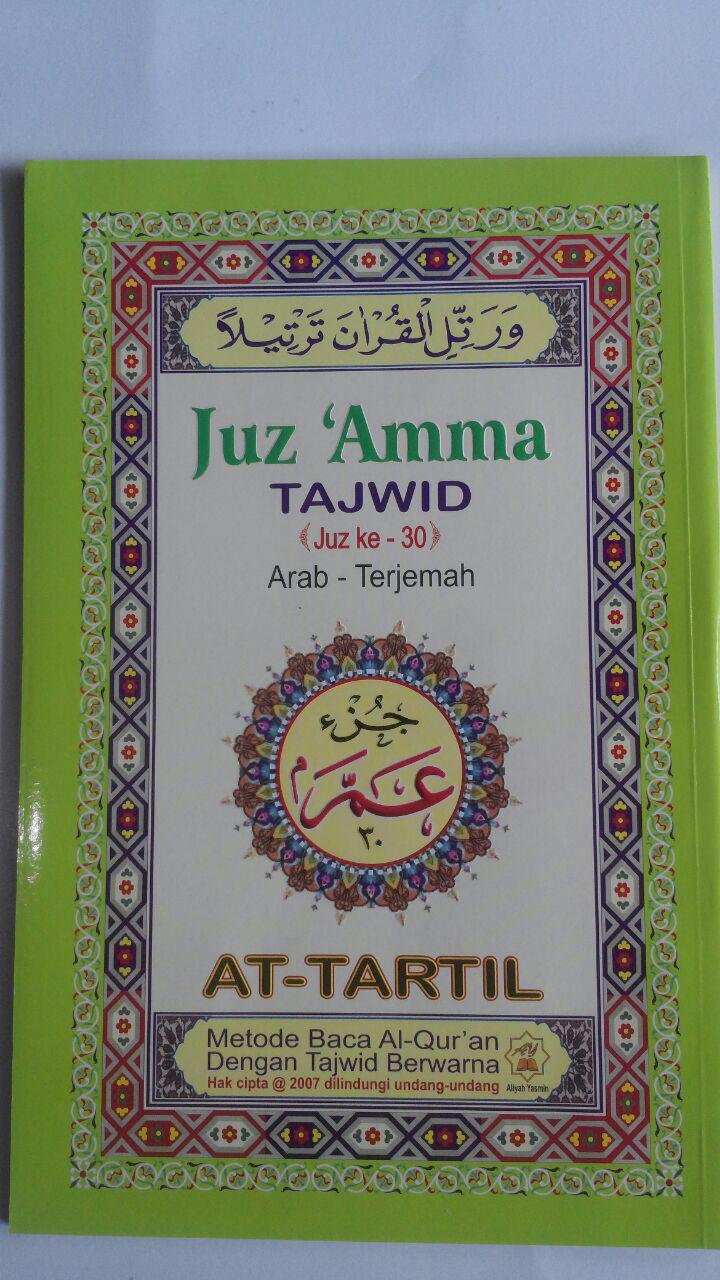 وَرَتِّلِ الْقُرْاٰنَ تَرْتِيْلًا
Juz ‘Amma
TAJWID
(Juz ke - 30)
Arab - Terjemah
جُزْء
عَمَّ
٣٠
AT-TARTIL
Metode Baca Al-Qur’an
Dengan Tajwid Berwarna
Hak cipta @ 2007 dilindungi undang-undang
AY
Aliyah Yasmin